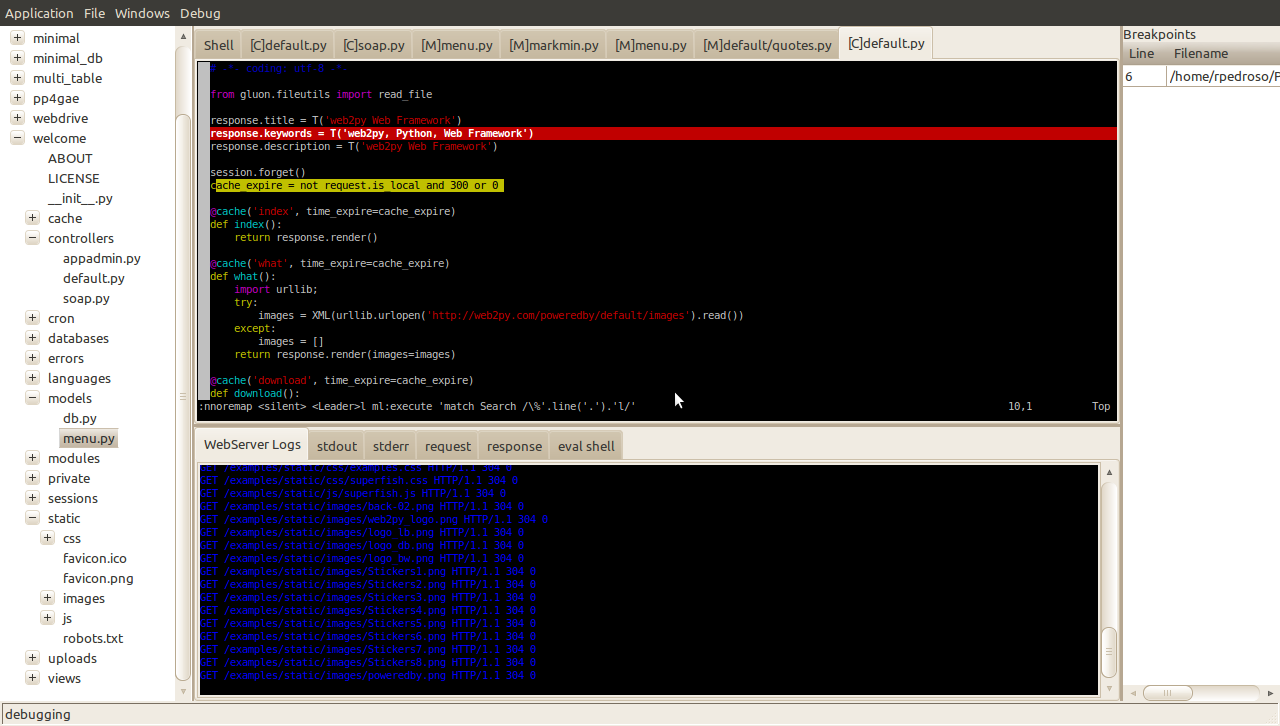 Application File Windows Debug
minimal
minimal_db
multi_table
pp4gae
webdrive
welcome
ABOUT
LICENSE
__init__.py
cache
controllers
appadmin.py
default.py
soap.py
cron
databases
errors
languages
models
db.py
menu.py
modules
private
sessions
static
css
favicon.ico
favicon.png
images
js
robots.txt
uploads
views
Shell [C]default.py [C]soap.py [M]menu.py [M]markmin.py [M]menu.py [M]default/quotes.py [C]default.py
# -*- coding: utf-8 -*-
from gluon.fileutils import read_file
response.title = T('web2py Web Framework')
response.keywords = T('web2py, Python, Web Framework')
response.description = T('web2py Web Framework')
session.forget()
cache_expire = not request.is_local and 300 or 0
@cache('index', time_expire=cache_expire)
def index():
    return response.render()
@cache('what', time_expire=cache_expire)
def what():
    import urllib;
    try:
        images = XML(urllib.urlopen('http://web2py.com/poweredby/default/images').read())
    except:
        images = []
    return response.render(images=images)
@cache('download', time_expire=cache_expire)
def download():
:nnoremap <silent> <Leader>l ml:execute 'match Search /\%'.line('.').'l/' 10,1 Top
WebServer Logs stdout stderr request response eval shell
GET /examples/static/css/examples.css HTTP/1.1 304 0
GET /examples/static/css/superfish.css HTTP/1.1 304 0
GET /examples/static/js/superfish.js HTTP/1.1 304 0
GET /examples/static/images/back-02.png HTTP/1.1 304 0
GET /examples/static/images/web2py_logo.png HTTP/1.1 304 0
GET /examples/static/images/logo_lb.png HTTP/1.1 304 0
GET /examples/static/images/logo_db.png HTTP/1.1 304 0
GET /examples/static/images/logo_bw.png HTTP/1.1 304 0
GET /examples/static/images/Stickers1.png HTTP/1.1 304 0
GET /examples/static/images/Stickers2.png HTTP/1.1 304 0
GET /examples/static/images/Stickers3.png HTTP/1.1 304 0
GET /examples/static/images/Stickers4.png HTTP/1.1 304 0
GET /examples/static/images/Stickers5.png HTTP/1.1 304 0
GET /examples/static/images/Stickers6.png HTTP/1.1 304 0
GET /examples/static/images/Stickers7.png HTTP/1.1 304 0
GET /examples/static/images/Stickers8.png HTTP/1.1 304 0
GET /examples/static/images/poweredby.png HTTP/1.1 304 0
Breakpoints
Line Filename
6 /home/rpedroso/P
debugging